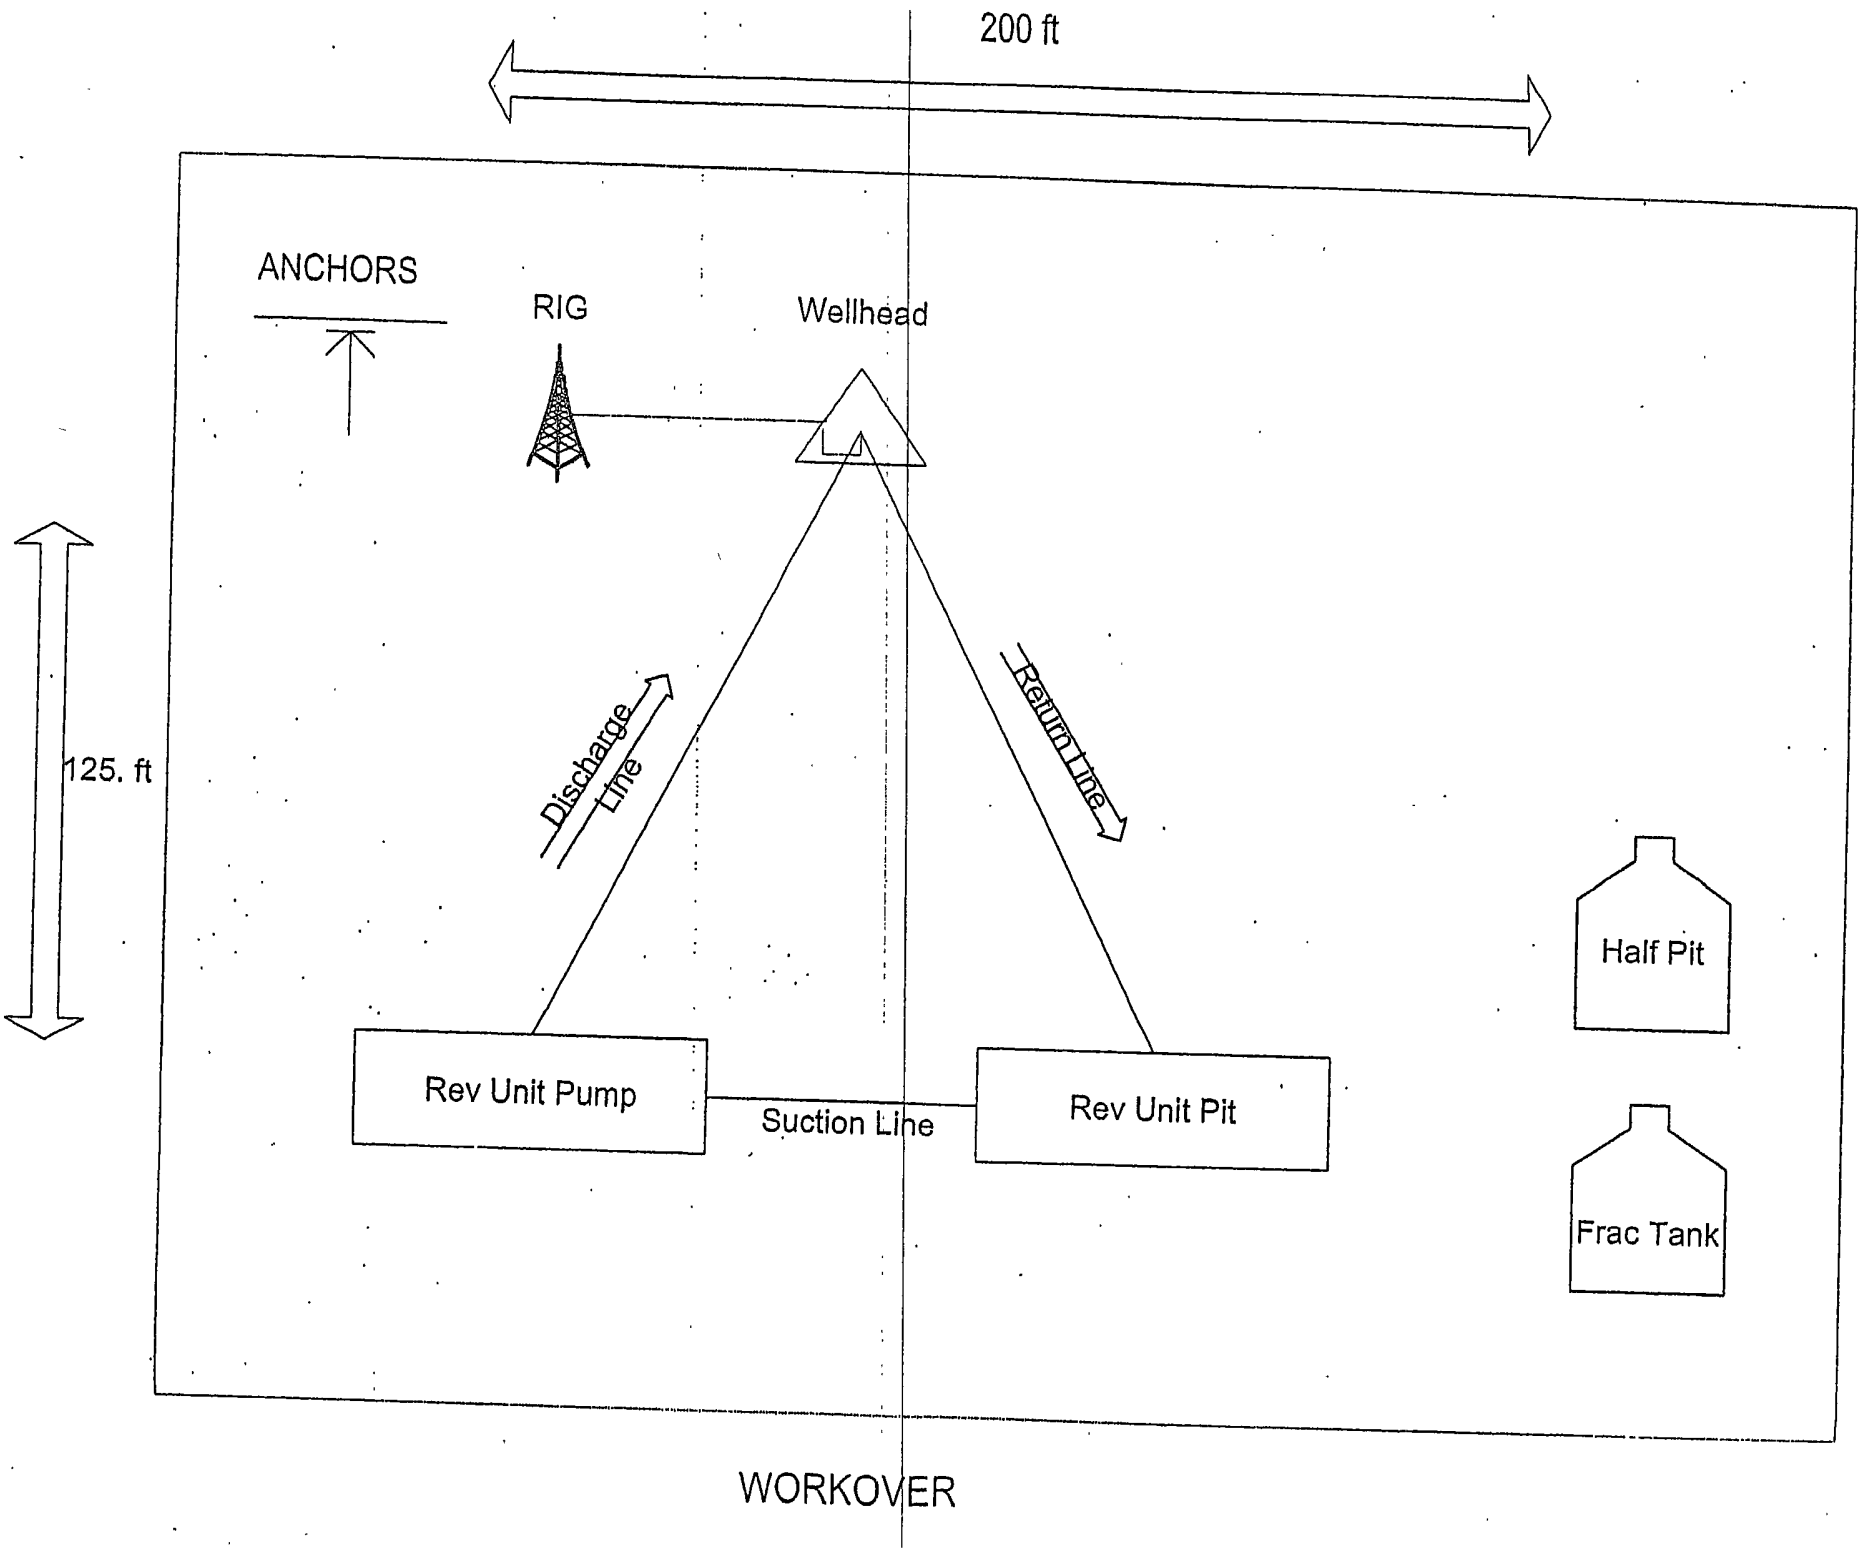 200 ft
ANCHORS
RIG
Wellhead
Discharge
Line
Return Line
125. ft
Half Pit
Rev Unit Pump
Suction Line
Rev Unit Pit
Frac Tank
WORKOVER